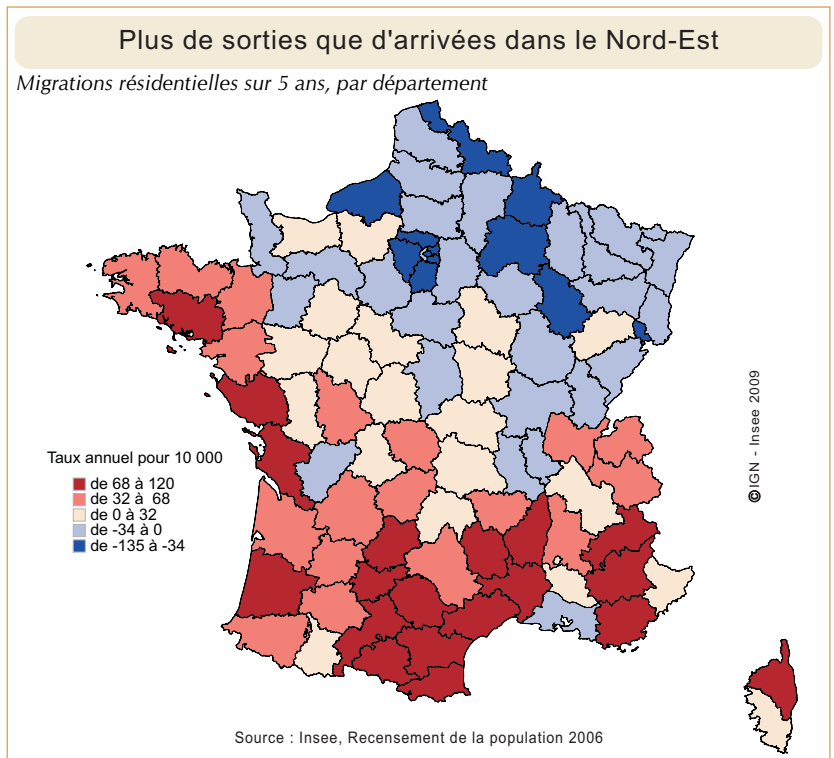 Plus de sorties que d'arrivées dans le Nord-Est
Migrations résidentielles sur 5 ans, par département
Taux annuel pour 10 000
de 68 à 120
de 32 à 68
de 0 à 32
de -34 à 0
de -135 à -34
©IGN - Insee 2009
Source : Insee, Recensement de la population 2006